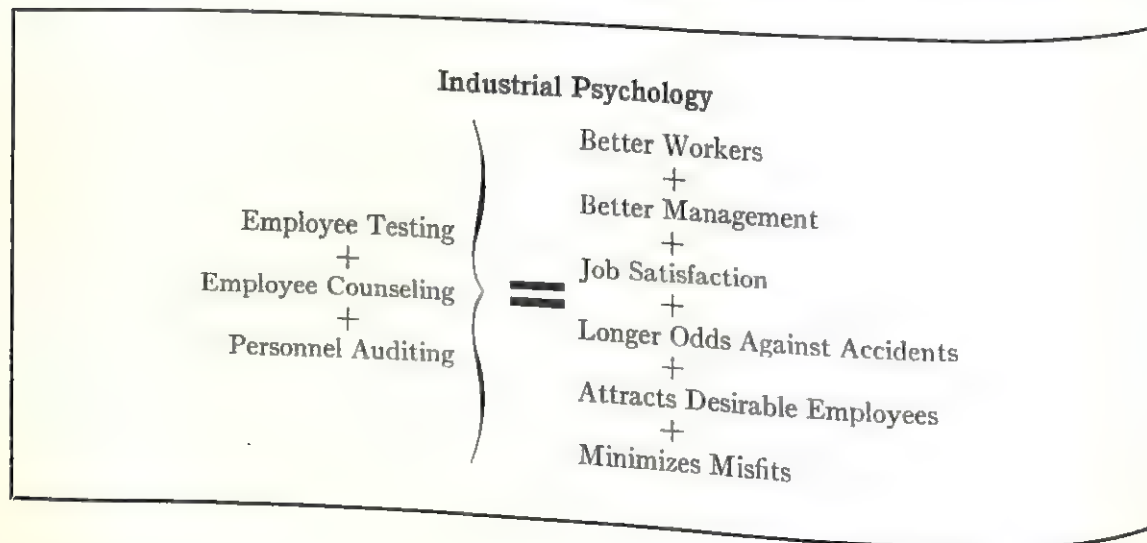 Industrial Psychology
Employee Testing
+
Employee Counseling
+
Personnel Auditing
=
Better Workers
+
Better Management
+
Job Satisfaction
+
Longer Odds Against Accidents
+
Attracts Desirable Employees
+
Minimizes Misfits